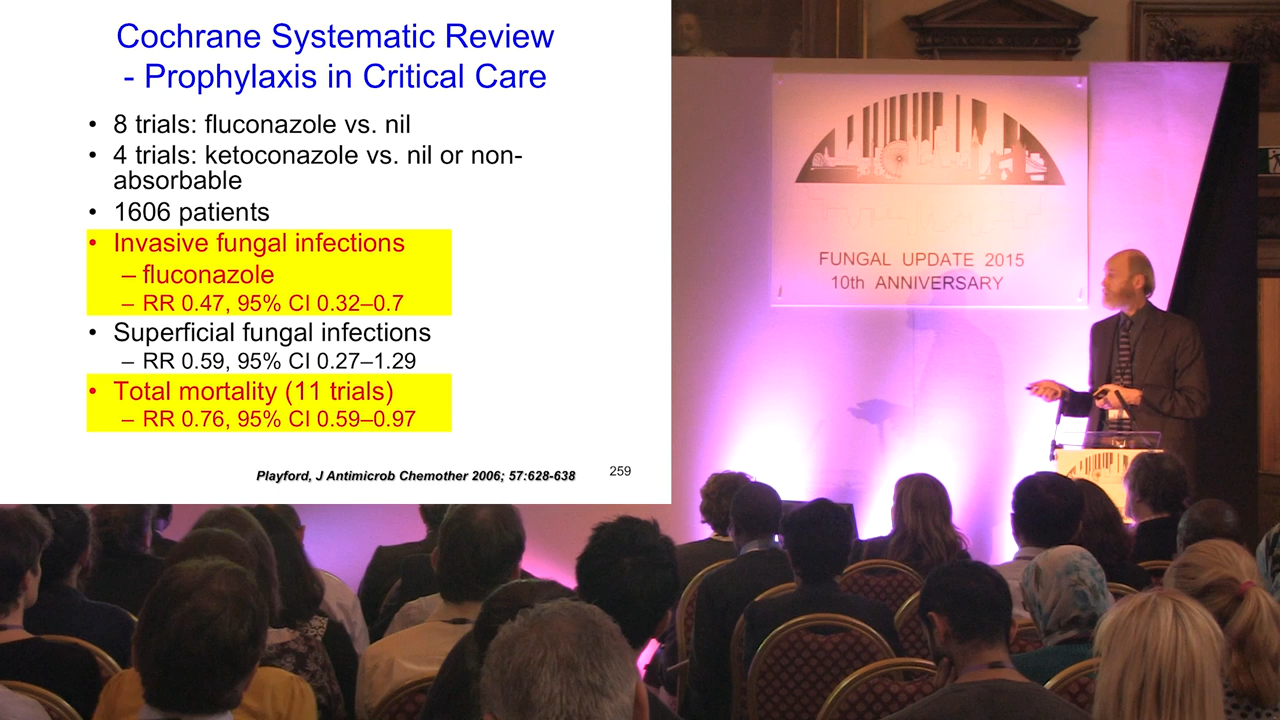 Cochrane Systematic Review
- Prophylaxis in Critical Care
• 8 trials: fluconazole vs. nil
• 4 trials: ketoconazole vs. nil or non-
absorbable
• 1606 patients
• Invasive fungal infections
– fluconazole
– RR 0.47, 95% CI 0.32–0.7
• Superficial fungal infections
– RR 0.59, 95% CI 0.27–1.29
• Total mortality (11 trials)
– RR 0.76, 95% CI 0.59–0.97
Playford, J Antimicrob Chemother 2006; 57:628-638
259
FUNGAL UPDATE 2015
10th ANNIVERSARY